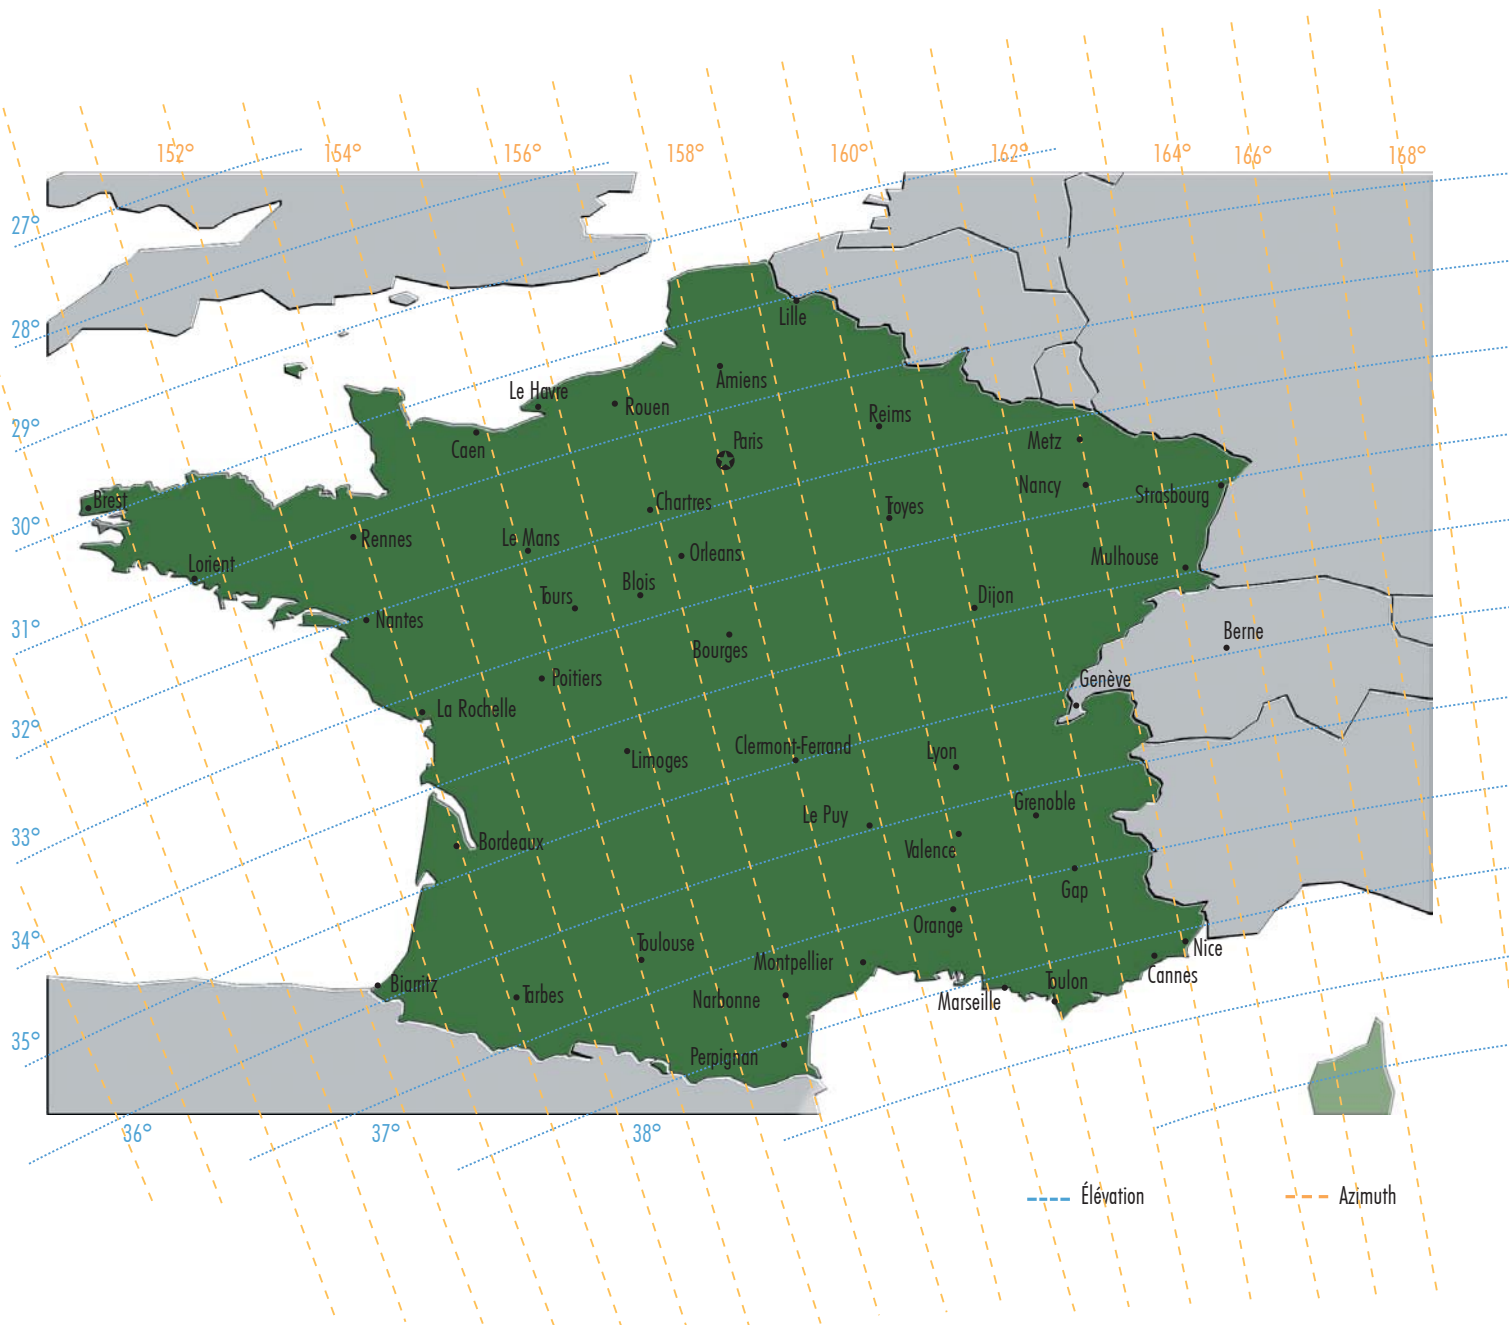 152°
154°
156°
158°
160°
162°
164°
166°
168°
27°
28°
29°
30°
31°
32°
33°
34°
35°
36°
37°
38°
Lille
Amiens
Le Havre
Rouen
Caen
Reims
Paris
Metz
Brest
Chartres
Nancy
Strasbourg
Troyes
Rennes
Le Mans
Orleans
Mulhouse
Lorient
Blois
Tours
Dijon
Nantes
Berne
Bourges
Poitiers
Genève
La Rochelle
Limoges
Clermont-Ferrand
Lyon
Grenoble
Le Puy
Bordeaux
Valence
Gap
Orange
Toulouse
Nice
Montpellier
Cannes
Biarritz
Tarbes
Narbonne
Marseille
Toulon
Perpignan
Élévation
Azimuth